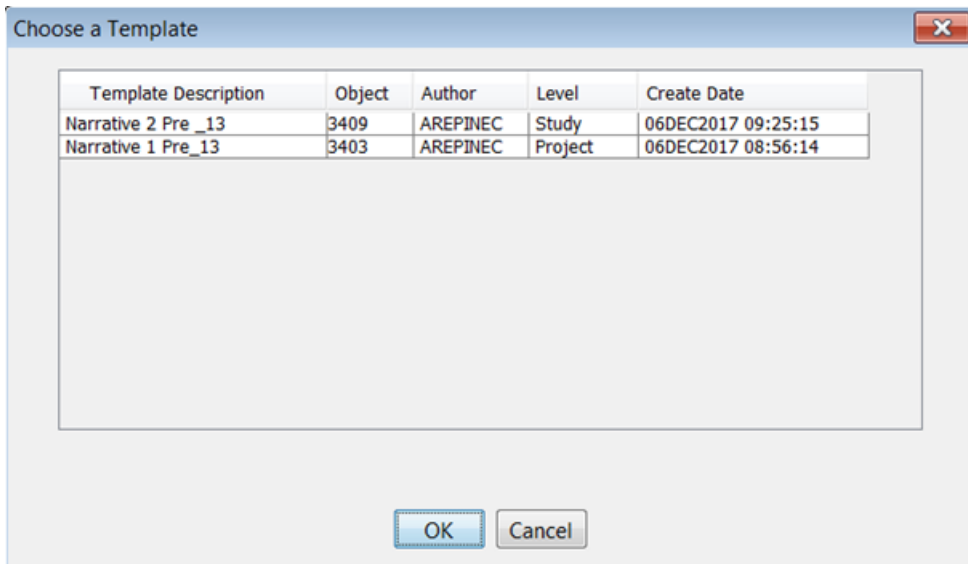 Choose a Template
Template Description Object Author Level Create Date
Narrative 2 Pre _13 3409 AREPINEC Study 06DEC2017 09:25:15
Narrative 1 Pre_13 3403 AREPINEC Project 06DEC2017 08:56:14
OK Cancel